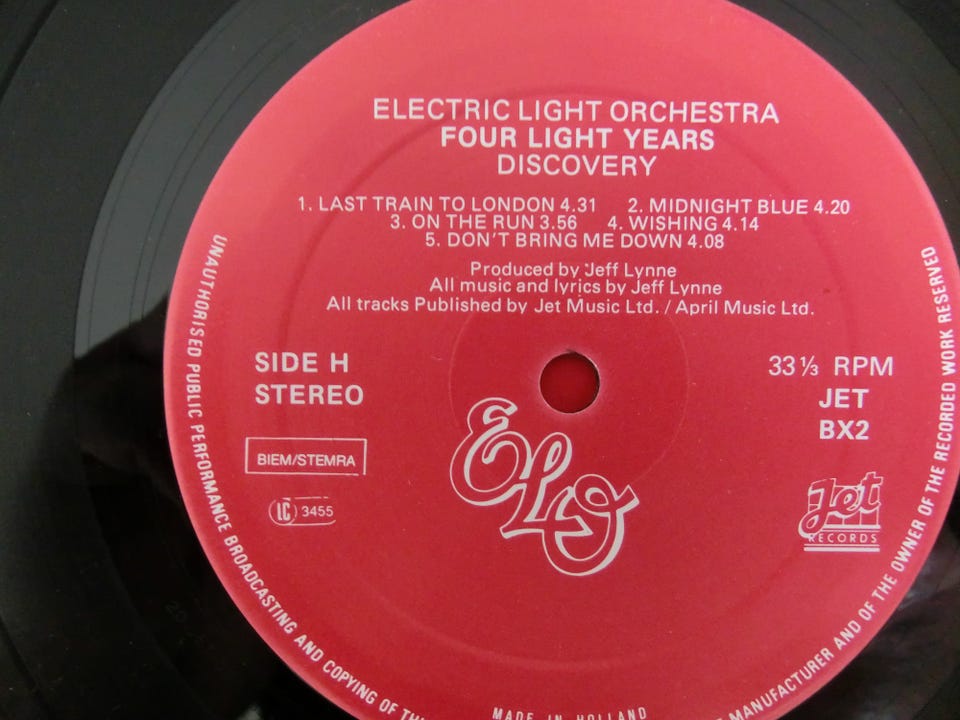 ELECTRIC LIGHT ORCHESTRA
FOUR LIGHT YEARS
DISCOVERY
1. LAST TRAIN TO LONDON 4.31 2. MIDNIGHT BLUE 4.20
3. ON THE RUN 3.56 4. WISHING 4.14
5. DON'T BRING ME DOWN 4.08
Produced by Jeff Lynne
All music and lyrics by Jeff Lynne
All tracks Published by Jet Music Ltd. / April Music Ltd.
SIDE H
STEREO
33⅓ RPM
JET
BX2
BIEM/STEMRA
LC 3455
ELO
Jet
RECORDS
UNAUTHORISED PUBLIC PERFORMANCE BROADCASTING AND COPYING OF
MANUFACTURER AND OF THE OWNER OF THE RECORDED WORK RESERVED
MADE IN HOLLAND